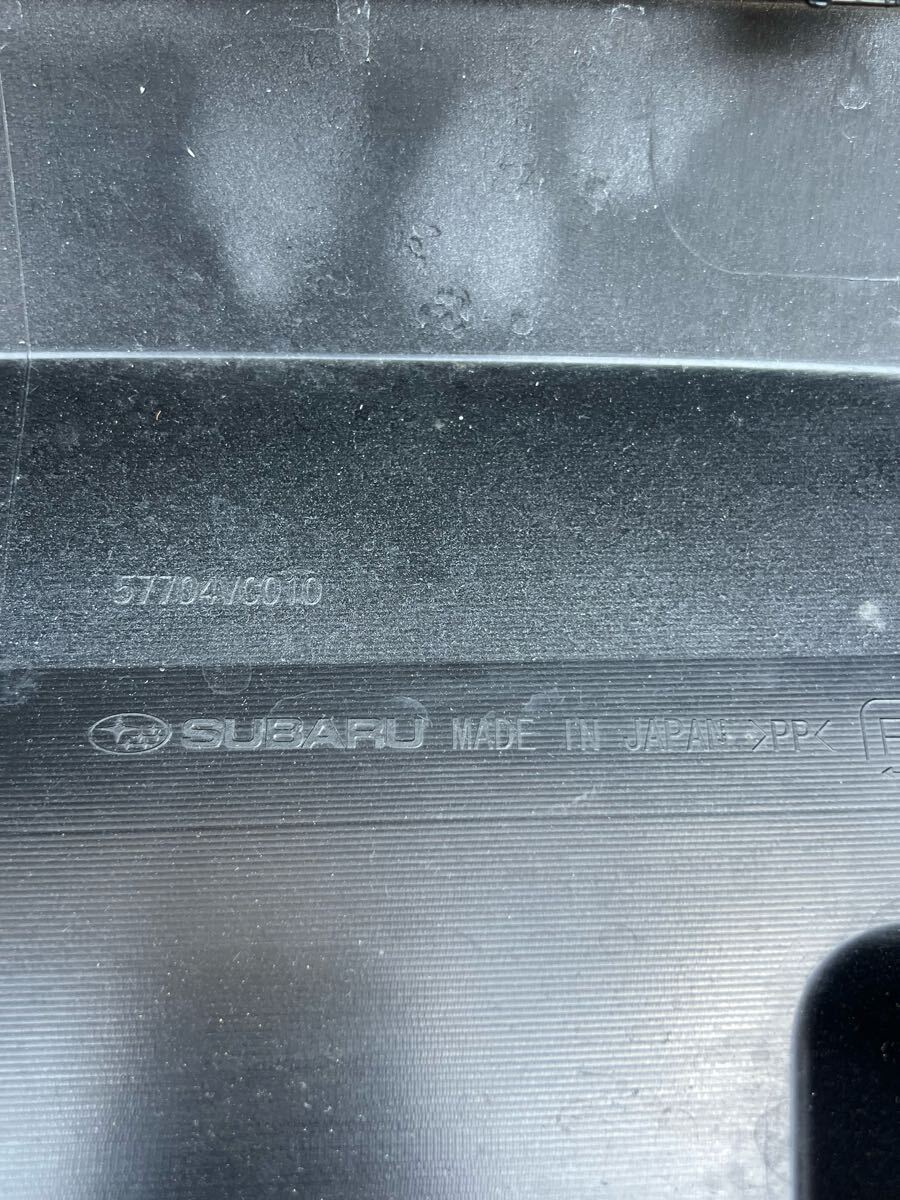 57704VC010
SUBARU MADE IN JAPAN >PP<